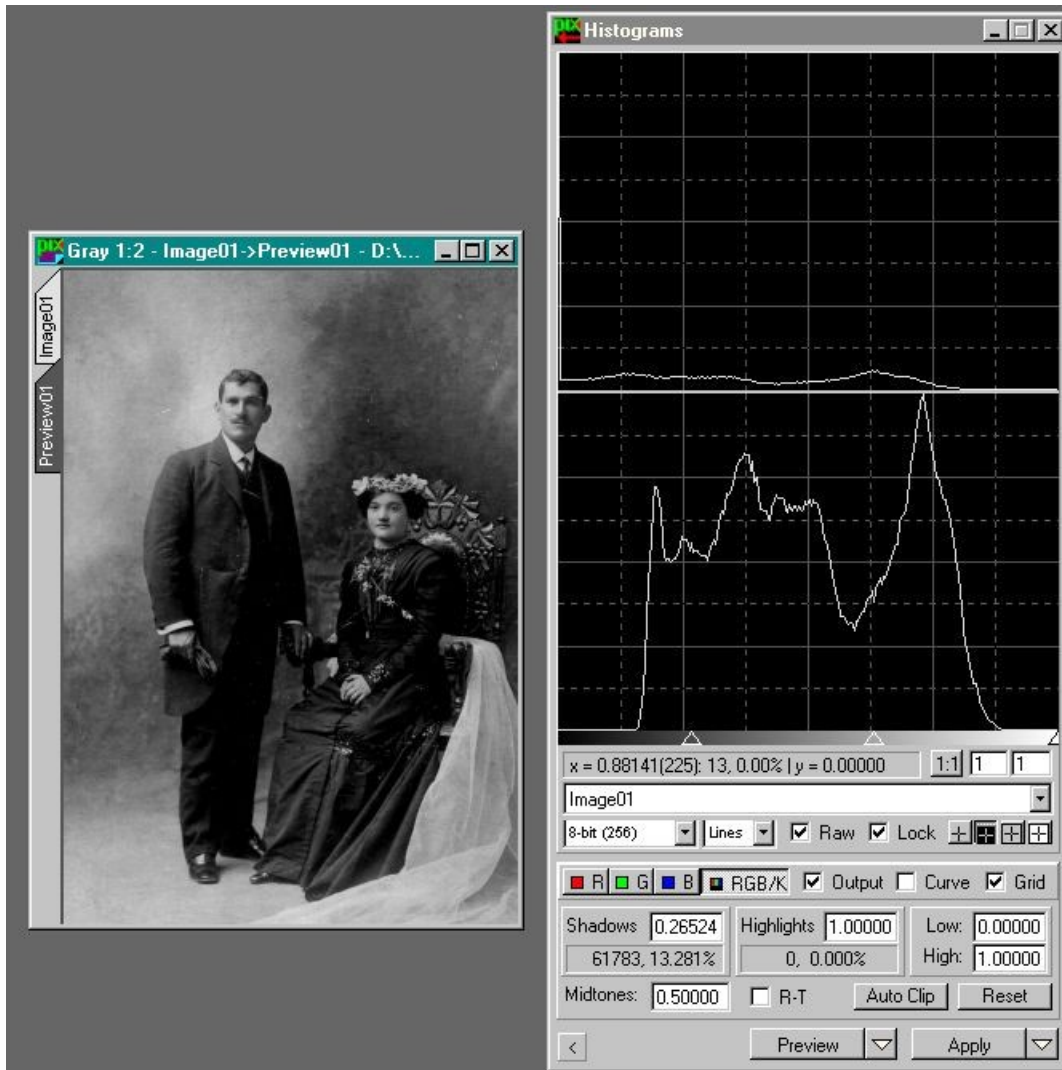 pix Histograms
pix Gray 1:2 - Image01->Preview01 - D:\...
Image01
Preview01
x = 0.88141(225): 13, 0.00% | y = 0.00000 1:1 1 1
Image01
8-bit (256) Lines Raw Lock
R G B RGB/K Output Curve Grid
Shadows 0.26524 Highlights 1.00000 Low: 0.00000
61783, 13.281% 0, 0.000% High: 1.00000
Midtones: 0.50000 R-T Auto Clip Reset
< Preview Apply